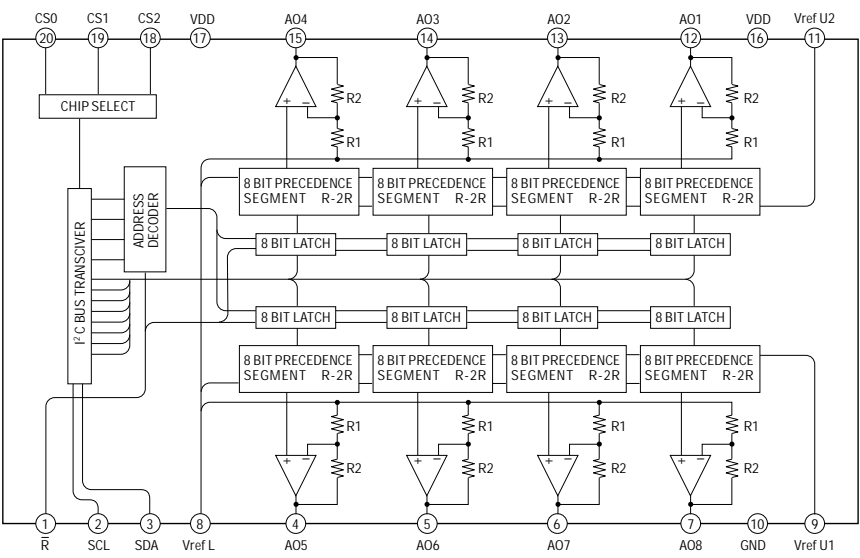 CS0 CS1 CS2 VDD AO4 AO3 AO2 AO1 VDD Vref U2
20 19 18 17 15 14 13 12 16 11
+ − + − + − + −
R2 R2 R2 R2
CHIP SELECT
R1 R1 R1 R1
8 BIT PRECEDENCE 8 BIT PRECEDENCE 8 BIT PRECEDENCE 8 BIT PRECEDENCE
SEGMENT R-2R SEGMENT R-2R SEGMENT R-2R SEGMENT R-2R
ADDRESS
DECODER
I² C BUS TRANSCIVER
8 BIT LATCH 8 BIT LATCH 8 BIT LATCH 8 BIT LATCH
8 BIT LATCH 8 BIT LATCH 8 BIT LATCH 8 BIT LATCH
8 BIT PRECEDENCE 8 BIT PRECEDENCE 8 BIT PRECEDENCE 8 BIT PRECEDENCE
SEGMENT R-2R SEGMENT R-2R SEGMENT R-2R SEGMENT R-2R
R1 R1 R1 R1
+ − + − + − + −
R2 R2 R2 R2
1 2 3 8 4 5 6 7 10 9
R̅ SCL SDA Vref L AO5 AO6 AO7 AO8 GND Vref U1